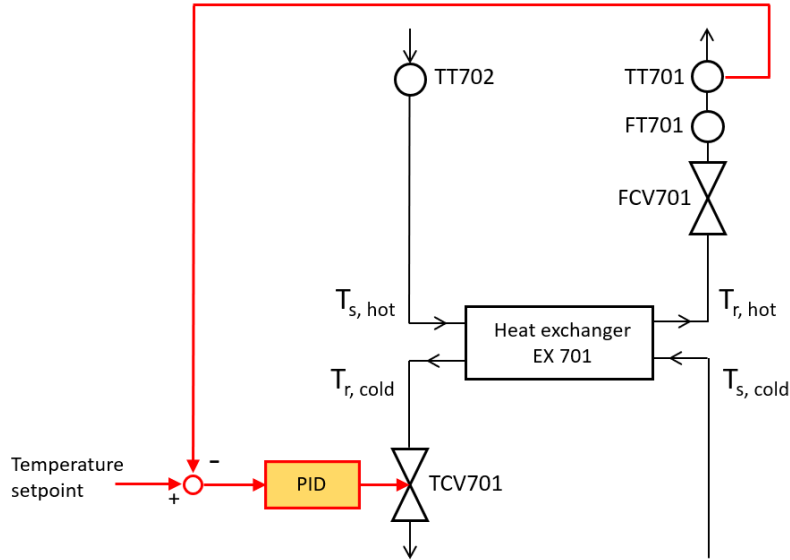 TT702
TT701
FT701
FCV701
Ts, hot
Tr, hot
Heat exchanger
EX 701
Tr, cold
Ts, cold
Temperature
setpoint
−
+
PID
TCV701